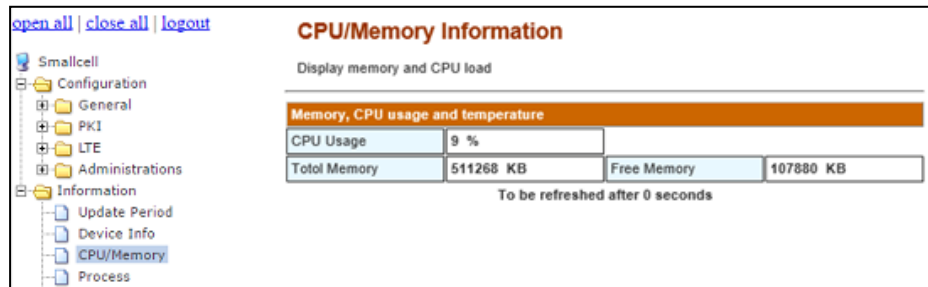 open all | close all | logout
Smallcell
Configuration
General
PKI
LTE
Administrations
Information
Update Period
Device Info
CPU/Memory
Process
CPU/Memory Information
Display memory and CPU load
Memory, CPU usage and temperature
CPU Usage 9 %
Totol Memory 511268 KB Free Memory 107880 KB
To be refreshed after 0 seconds